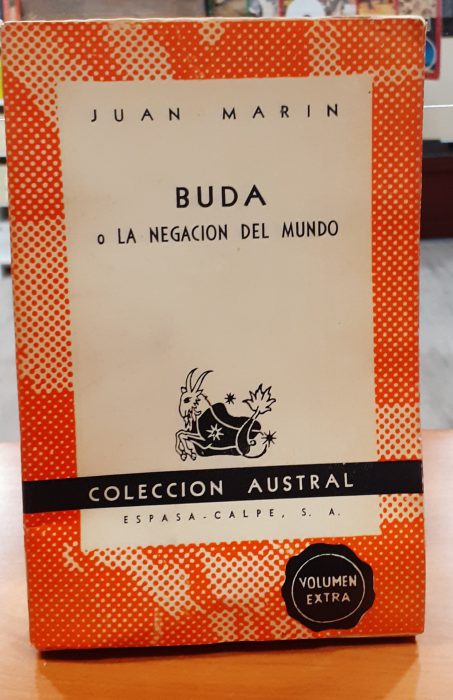 JUAN MARIN
BUDA
o LA NEGACION DEL MUNDO
COLECCION AUSTRAL
ESPASA-CALPE, S. A.
VOLUMEN
EXTRA